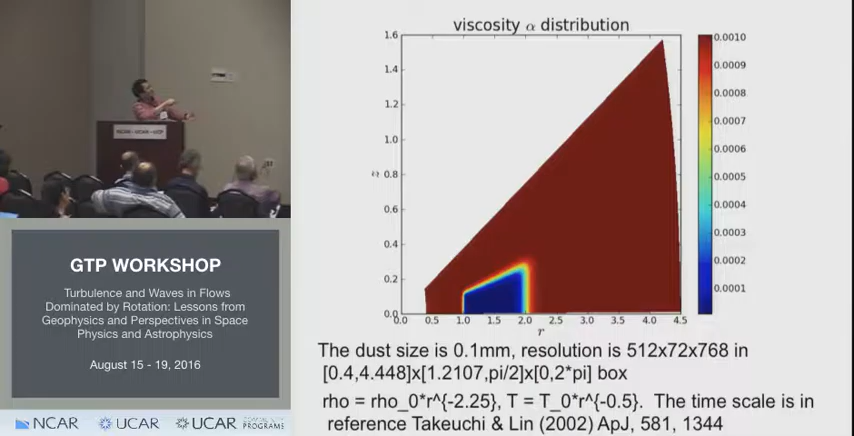 NCAR • UCAR • GTP
GTP WORKSHOP
Turbulence and Waves in Flows
Dominated by Rotation: Lessons from
Geophysics and Perspectives in Space
Physics and Astrophysics
August 15 - 19, 2016
NCAR
UCAR
UCAR
PROGRAMS
viscosity α distribution
1.6
1.4
1.2
1.0
0.8
0.6
0.4
0.2
0.0
z
0.0 0.5 1.0 1.5 2.0 2.5 3.0 3.5 4.0 4.5
r
0.0010
0.0009
0.0008
0.0007
0.0006
0.0005
0.0004
0.0003
0.0002
0.0001
The dust size is 0.1mm, resolution is 512x72x768 in
[0.4,4.448]x[1.2107,pi/2]x[0,2*pi] box
rho = rho_0*r^{-2.25}, T = T_0*r^{-0.5}. The time scale is in
reference Takeuchi & Lin (2002) ApJ, 581, 1344